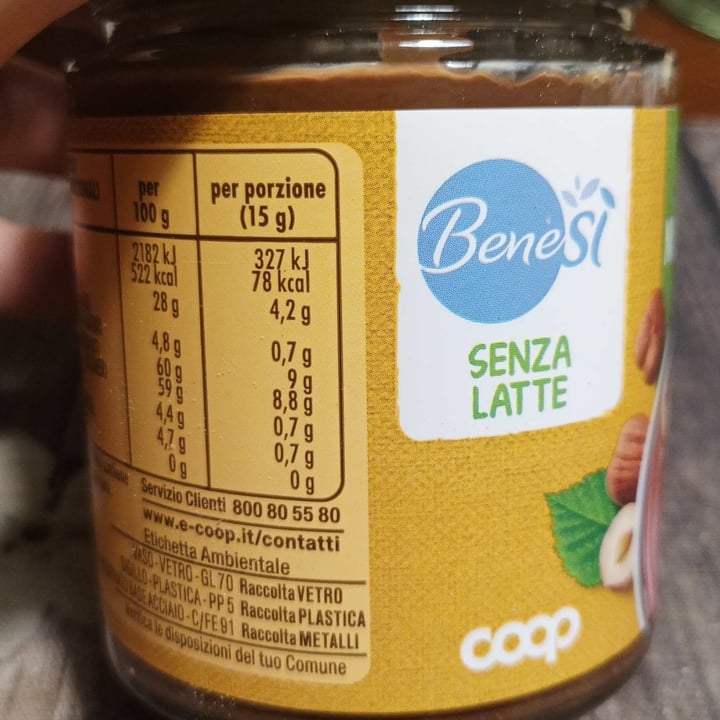 per
100 g
per porzione
(15 g)
2182 kJ 327 kJ
522 kcal 78 kcal
28 g 4,2 g
4,8 g 0,7 g
60 g 9 g
59 g 8,8 g
4,4 g 0,7 g
4,7 g 0,7 g
0 g 0 g
Servizio Clienti 800 80 55 80
www.e-coop.it/contatti
Etichetta Ambientale
VASO-VETRO-GL 70 Raccolta VETRO
PLASTICA-PP 5 Raccolta PLASTICA
ACCIAIO-C/FE 91 Raccolta METALLI
le disposizioni del tuo Comune
BeneSì
SENZA
LATTE
coop